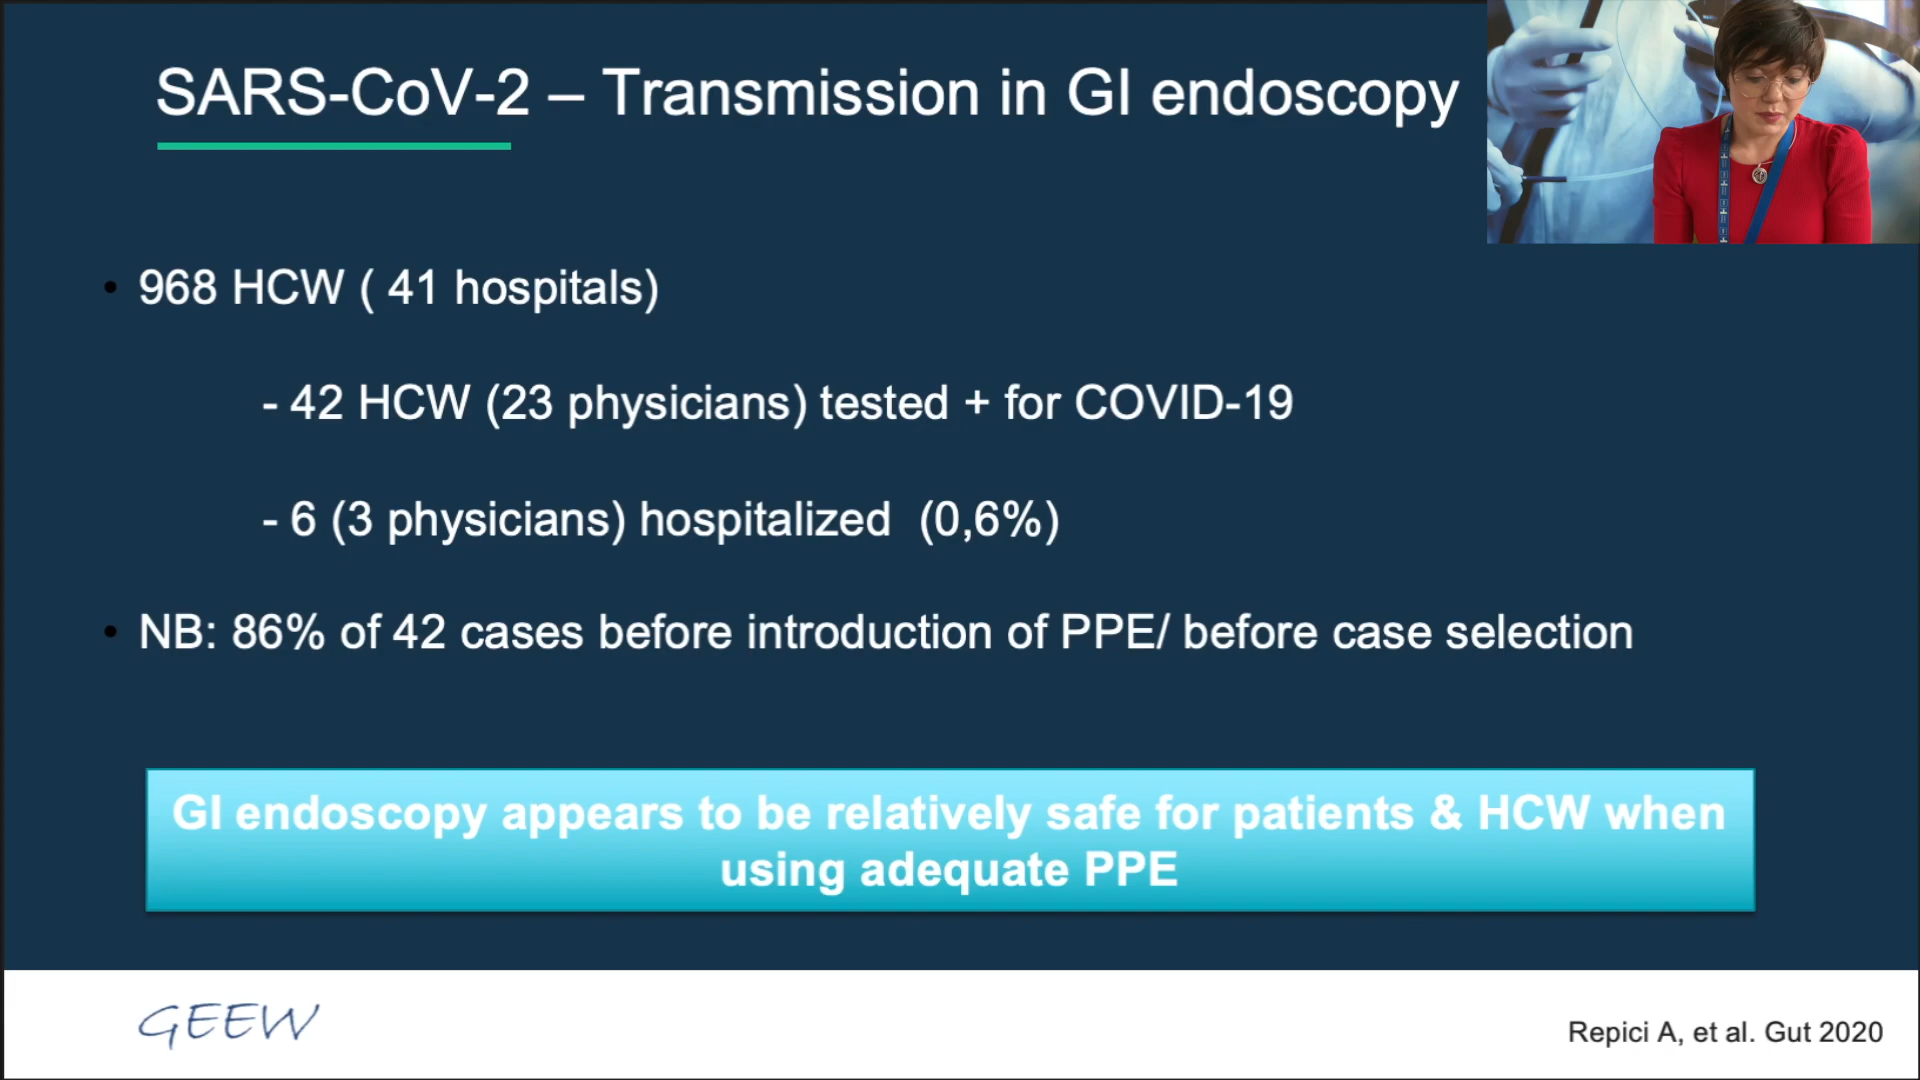 SARS-CoV-2 – Transmission in GI endoscopy
• 968 HCW ( 41 hospitals)
- 42 HCW (23 physicians) tested + for COVID-19
- 6 (3 physicians) hospitalized (0,6%)
• NB: 86% of 42 cases before introduction of PPE/ before case selection
GI endoscopy appears to be relatively safe for patients & HCW when
using adequate PPE
GEEW
Repici A, et al. Gut 2020